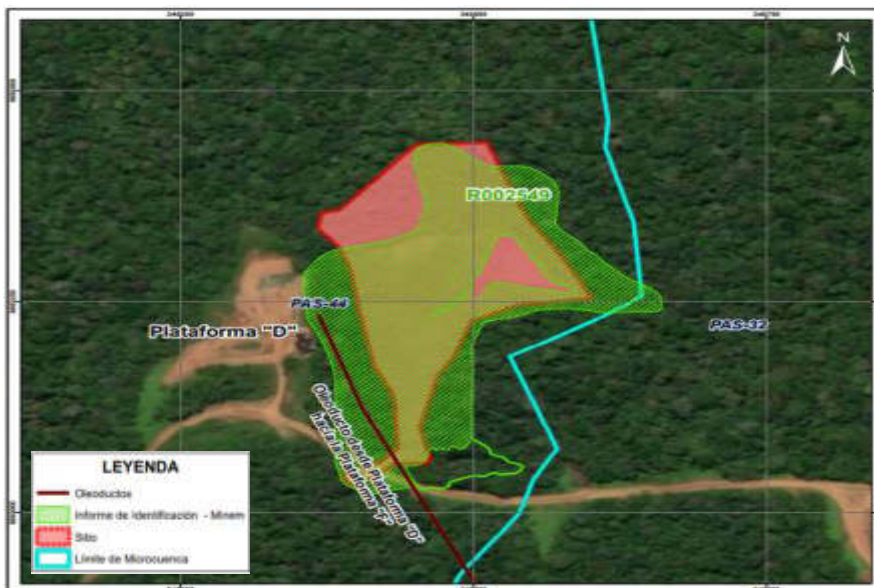 N
R002549
PAS-44
Plataforma "D"
PAS-32
Oleoducto desde Plataforma "D"
hacia la Plataforma "F"
LEYENDA
Oleoductos
Informe de Identificación - Minem
Sitio
Límite de Microcuenca